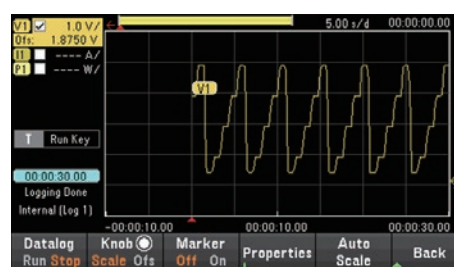 V1 1.0 V/ 5.00 s/d 00:00:00.00
Ofs: 1.8750 V
I1 ---- A/
P1 ---- W/
V1
T Run Key
00:00:30.00
Logging Done
Internal (Log 1)
-00:00:10.00 00:00:10.00 00:00:30.00
Datalog Knob Marker Properties Auto Back
Run Stop Scale Ofs Off On Scale